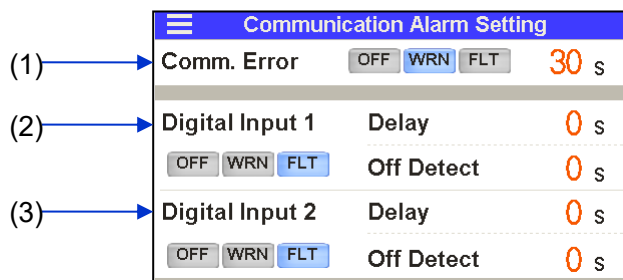 Communication Alarm Setting
(1) Comm. Error OFF WRN FLT 30 s
(2) Digital Input 1 Delay 0 s
OFF WRN FLT Off Detect 0 s
(3) Digital Input 2 Delay 0 s
OFF WRN FLT Off Detect 0 s